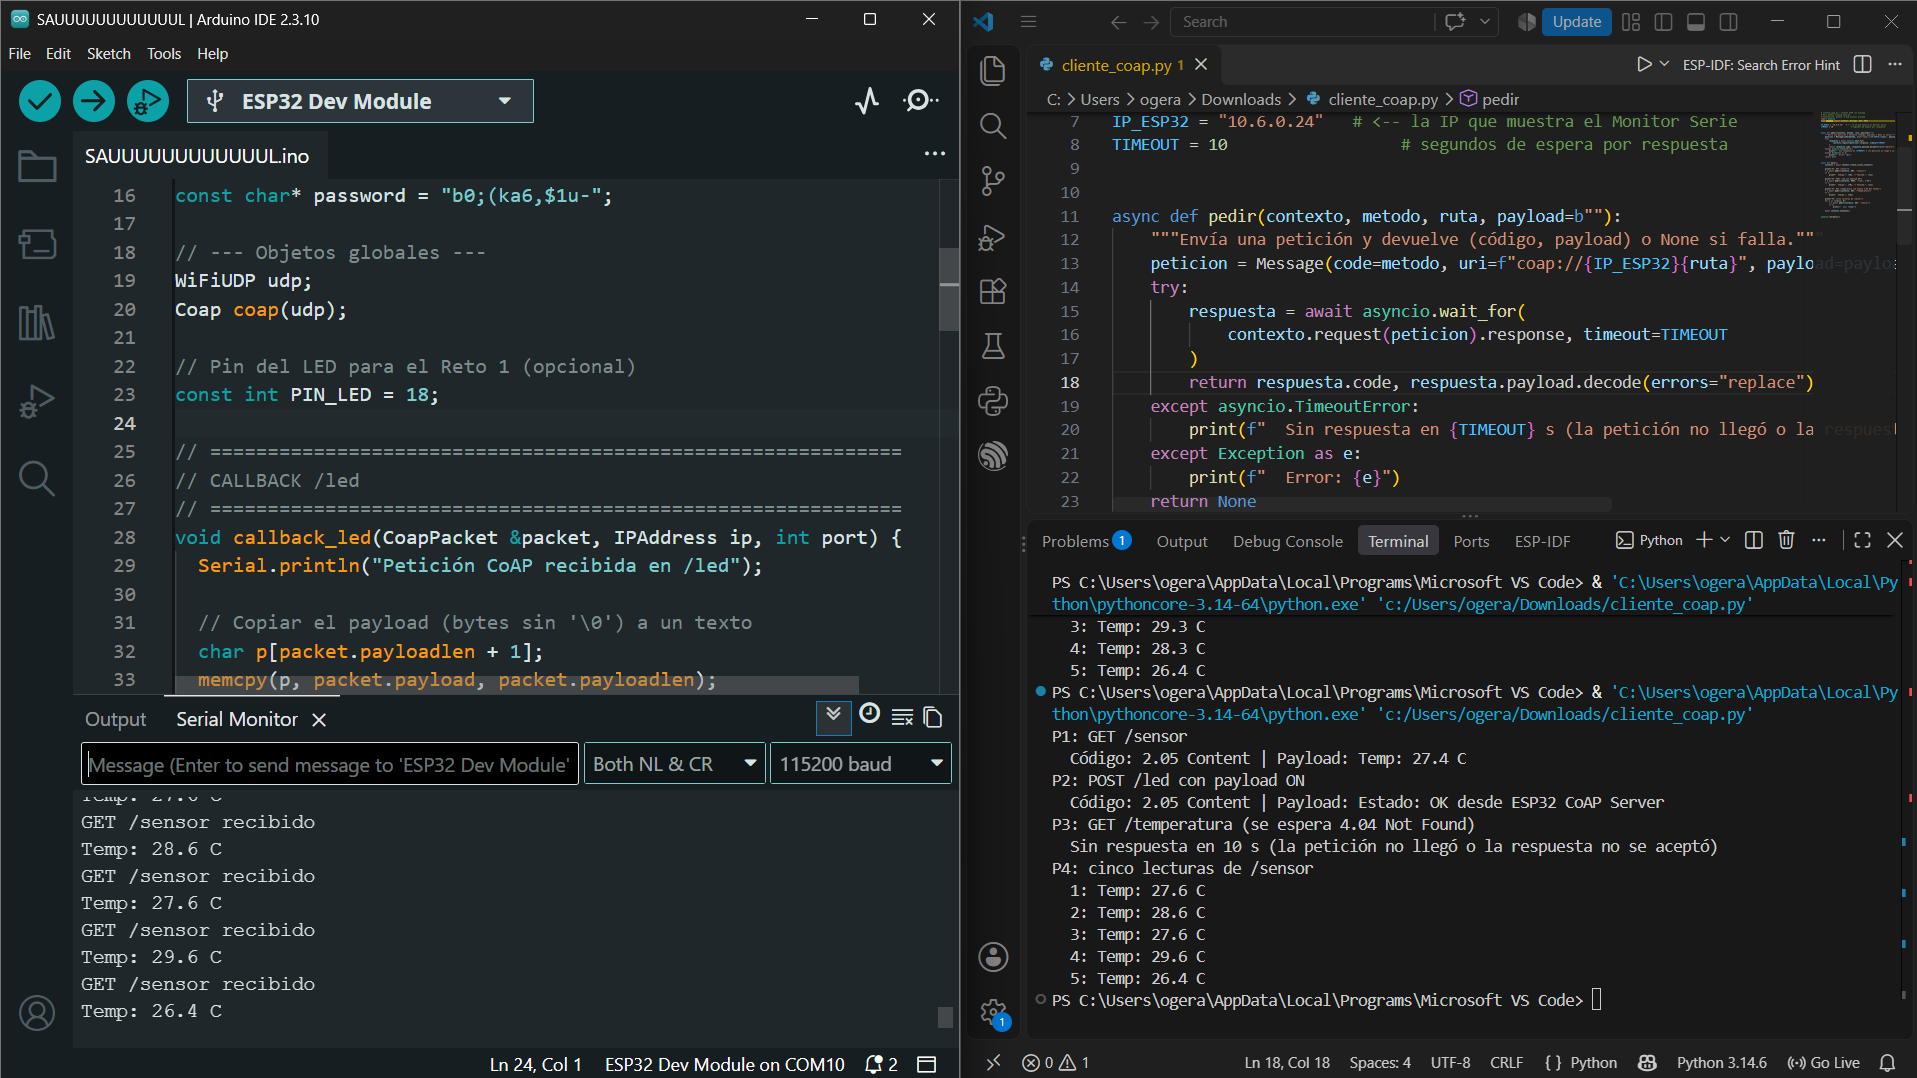 SAUUUUUUUUUUUUL | Arduino IDE 2.3.10
File Edit Sketch Tools Help
ESP32 Dev Module
SAUUUUUUUUUUUUL.ino
16 const char* password = "b0;(ka6,$1u-";
17
18 // --- Objetos globales ---
19 WiFiUDP udp;
20 Coap coap(udp);
21
22 // Pin del LED para el Reto 1 (opcional)
23 const int PIN_LED = 18;
24
25 // ============================================================
26 // CALLBACK /led
27 // ============================================================
28 void callback_led(CoapPacket &packet, IPAddress ip, int port) {
29 Serial.println("Petición CoAP recibida en /led");
30
31 // Copiar el payload (bytes sin '\0') a un texto
32 char p[packet.payloadlen + 1];
33 memcpy(p, packet.payload, packet.payloadlen);
Output Serial Monitor
Message (Enter to send message to 'ESP32 Dev Module'
Both NL & CR
115200 baud
Temp: 27.6 C
GET /sensor recibido
Temp: 28.6 C
GET /sensor recibido
Temp: 27.6 C
GET /sensor recibido
Temp: 29.6 C
GET /sensor recibido
Temp: 26.4 C
Ln 24, Col 1 ESP32 Dev Module on COM10 2
Search
Update
cliente_coap.py 1
ESP-IDF: Search Error Hint
C: > Users > ogera > Downloads > cliente_coap.py > pedir
7 IP_ESP32 = "10.6.0.24" # <-- la IP que muestra el Monitor Serie
8 TIMEOUT = 10 # segundos de espera por respuesta
9
10
11 async def pedir(contexto, metodo, ruta, payload=b""):
12 """Envía una petición y devuelve (código, payload) o None si falla."""
13 peticion = Message(code=metodo, uri=f"coap://{IP_ESP32}{ruta}", payload=paylo
14 try:
15 respuesta = await asyncio.wait_for(
16 contexto.request(peticion).response, timeout=TIMEOUT
17 )
18 return respuesta.code, respuesta.payload.decode(errors="replace")
19 except asyncio.TimeoutError:
20 print(f" Sin respuesta en {TIMEOUT} s (la petición no llegó o la respuest
21 except Exception as e:
22 print(f" Error: {e}")
23 return None
Problems 1 Output Debug Console Terminal Ports ESP-IDF Python
PS C:\Users\ogera\AppData\Local\Programs\Microsoft VS Code> & 'C:\Users\ogera\AppData\Local\Py
thon\pythoncore-3.14-64\python.exe' 'c:/Users/ogera/Downloads/cliente_coap.py'
3: Temp: 29.3 C
4: Temp: 28.3 C
5: Temp: 26.4 C
PS C:\Users\ogera\AppData\Local\Programs\Microsoft VS Code> & 'C:\Users\ogera\AppData\Local\Py
thon\pythoncore-3.14-64\python.exe' 'c:/Users/ogera/Downloads/cliente_coap.py'
P1: GET /sensor
Código: 2.05 Content | Payload: Temp: 27.4 C
P2: POST /led con payload ON
Código: 2.05 Content | Payload: Estado: OK desde ESP32 CoAP Server
P3: GET /temperatura (se espera 4.04 Not Found)
Sin respuesta en 10 s (la petición no llegó o la respuesta no se aceptó)
P4: cinco lecturas de /sensor
1: Temp: 27.6 C
2: Temp: 28.6 C
3: Temp: 27.6 C
4: Temp: 29.6 C
5: Temp: 26.4 C
PS C:\Users\ogera\AppData\Local\Programs\Microsoft VS Code>
1
0 1 Ln 18, Col 18 Spaces: 4 UTF-8 CRLF { } Python Python 3.14.6 Go Live